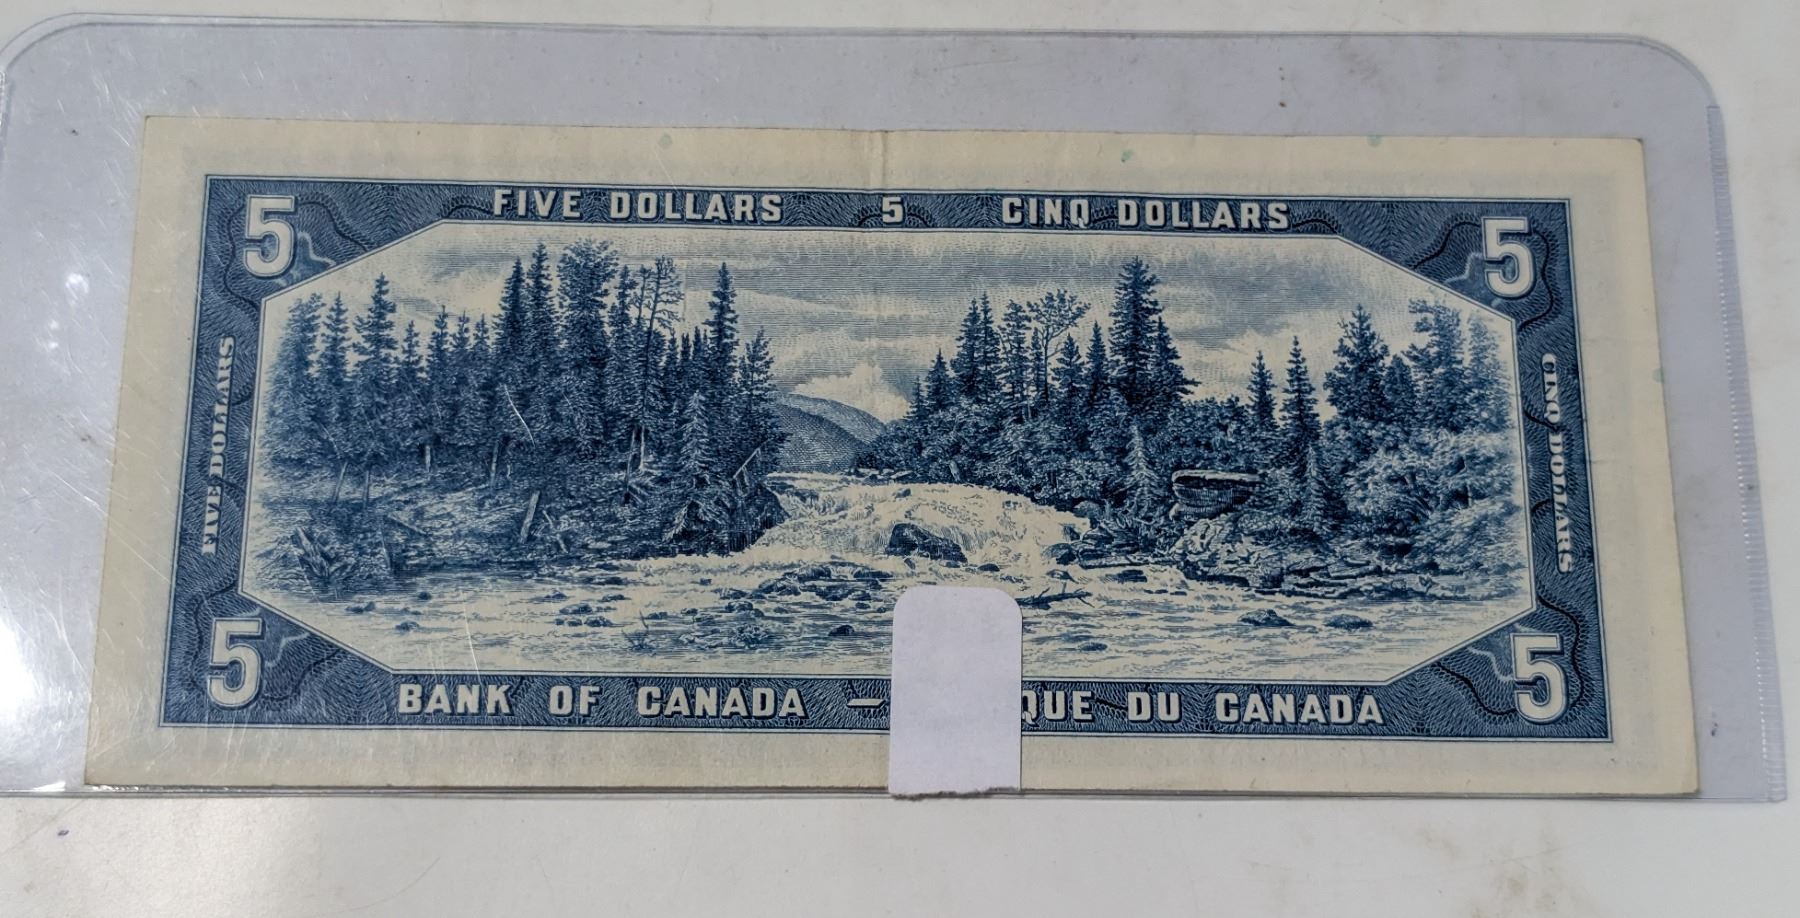 5 FIVE DOLLARS 5 CINQ DOLLARS 5
FIVE DOLLARS
CINQ DOLLARS
5 BANK OF CANADA — QUE DU CANADA 5